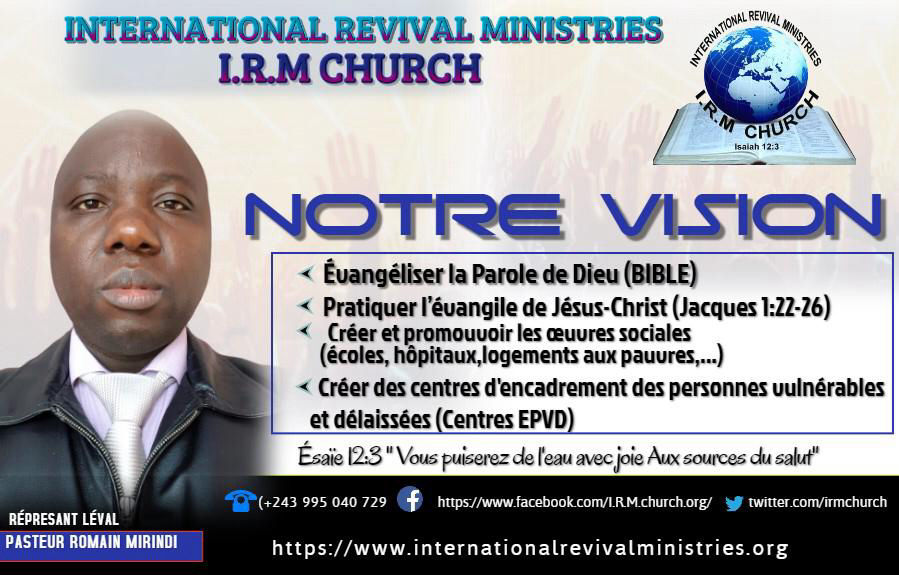 INTERNATIONAL REVIVAL MINISTRIES
I.R.M CHURCH
INTERNATIONAL REVIVAL MINISTRIES
I.R.M CHURCH
Isaiah 12:3
NOTRE VISION
Évangéliser la Parole de Dieu (BIBLE)
Pratiquer l'évangile de Jésus-Christ (Jacques 1:22-26)
Créer et promouvoir les œuvres sociales
(écoles, hôpitaux,logements aux pauvres,...)
Créer des centres d'encadrement des personnes vulnérables
et délaissées (Centres EPVD)
Ésaïe 12:3 " Vous puiserez de l'eau avec joie Aux sources du salut"
(+243 995 040 729 https://www.facebook.com/I.R.M.church.org/ twitter.com/irmchurch
RÉPRESANT LÉVAL
PASTEUR ROMAIN MIRINDI
https://www.internationalrevivalministries.org